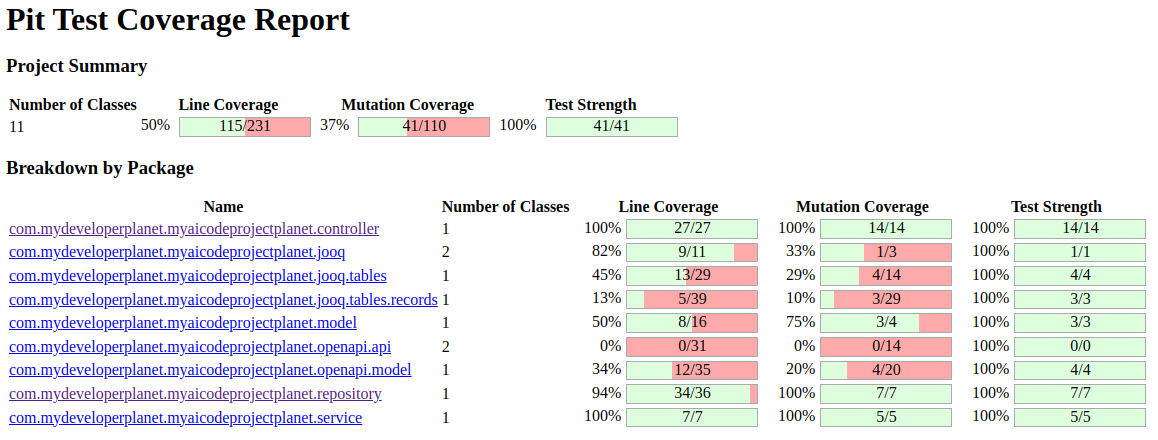 Pit Test Coverage Report
Project Summary
Number of Classes Line Coverage Mutation Coverage Test Strength
11 50% 115/231 37% 41/110 100% 41/41
Breakdown by Package
Name Number of Classes Line Coverage Mutation Coverage Test Strength
com.mydeveloperplanet.myaicodeprojectplanet.controller 1 100% 27/27 100% 14/14 100% 14/14
com.mydeveloperplanet.myaicodeprojectplanet.jooq 2 82% 9/11 33% 1/3 100% 1/1
com.mydeveloperplanet.myaicodeprojectplanet.jooq.tables 1 45% 13/29 29% 4/14 100% 4/4
com.mydeveloperplanet.myaicodeprojectplanet.jooq.tables.records 1 13% 5/39 10% 3/29 100% 3/3
com.mydeveloperplanet.myaicodeprojectplanet.model 1 50% 8/16 75% 3/4 100% 3/3
com.mydeveloperplanet.myaicodeprojectplanet.openapi.api 2 0% 0/31 0% 0/14 100% 0/0
com.mydeveloperplanet.myaicodeprojectplanet.openapi.model 1 34% 12/35 20% 4/20 100% 4/4
com.mydeveloperplanet.myaicodeprojectplanet.repository 1 94% 34/36 100% 7/7 100% 7/7
com.mydeveloperplanet.myaicodeprojectplanet.service 1 100% 7/7 100% 5/5 100% 5/5